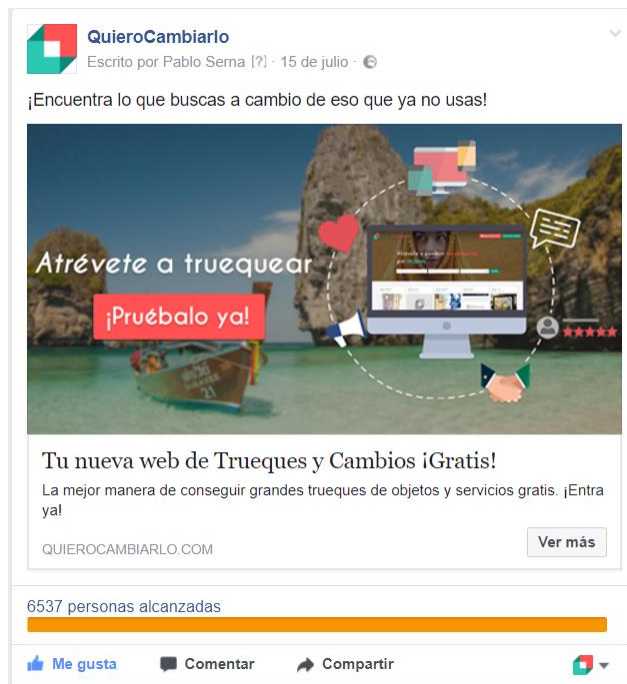 QuieroCambiarlo
Escrito por Pablo Serna [?] · 15 de julio ·
¡Encuentra lo que buscas a cambio de eso que ya no usas!
Atrévete a truequear
¡Pruébalo ya!
21
Tu nueva web de Trueques y Cambios ¡Gratis!
La mejor manera de conseguir grandes trueques de objetos y servicios gratis. ¡Entra
ya!
QUIEROCAMBIARLO.COM
Ver más
6537 personas alcanzadas
Me gusta
Comentar
Compartir